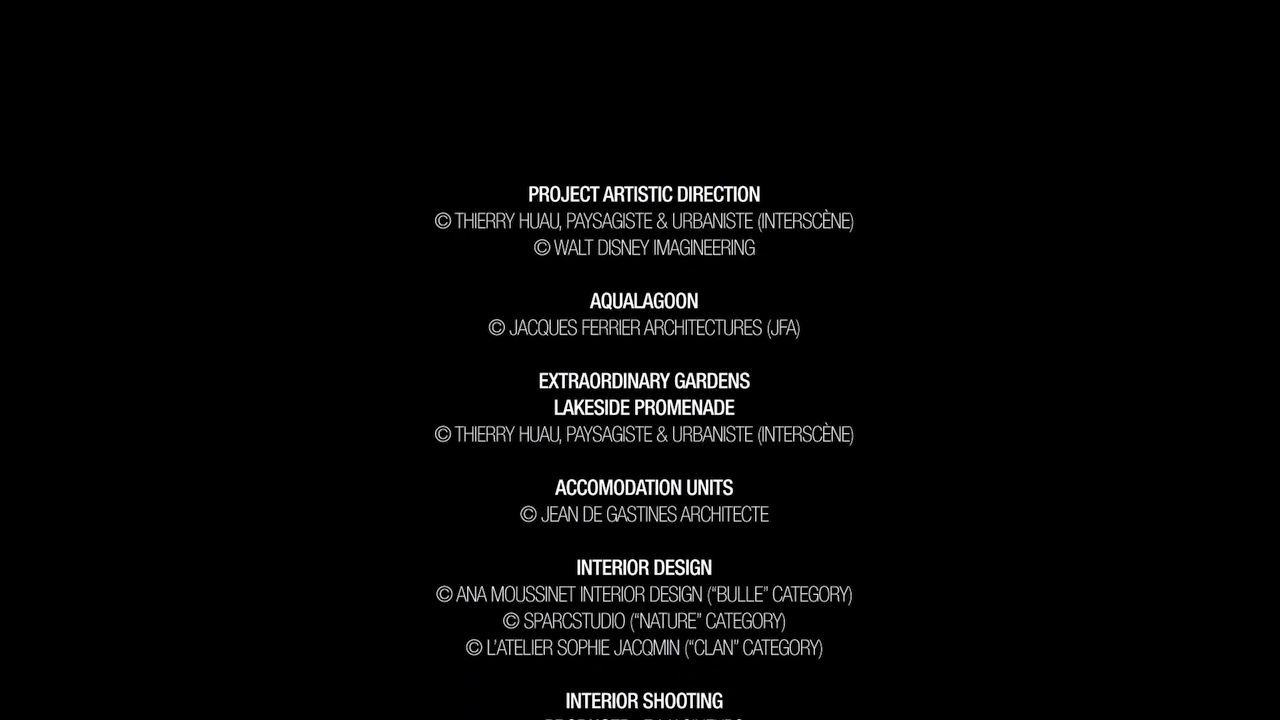 PROJECT ARTISTIC DIRECTION
© THIERRY HUAU, PAYSAGISTE & URBANISTE (INTERSCÈNE)
© WALT DISNEY IMAGINEERING
AQUALAGOON
© JACQUES FERRIER ARCHITECTURES (JFA)
EXTRAORDINARY GARDENS
LAKESIDE PROMENADE
© THIERRY HUAU, PAYSAGISTE & URBANISTE (INTERSCÈNE)
ACCOMODATION UNITS
© JEAN DE GASTINES ARCHITECTE
INTERIOR DESIGN
© ANA MOUSSINET INTERIOR DESIGN (“BULLE” CATEGORY)
© SPARCSTUDIO (“NATURE” CATEGORY)
© L’ATELIER SOPHIE JACQMIN (“CLAN” CATEGORY)
INTERIOR SHOOTING